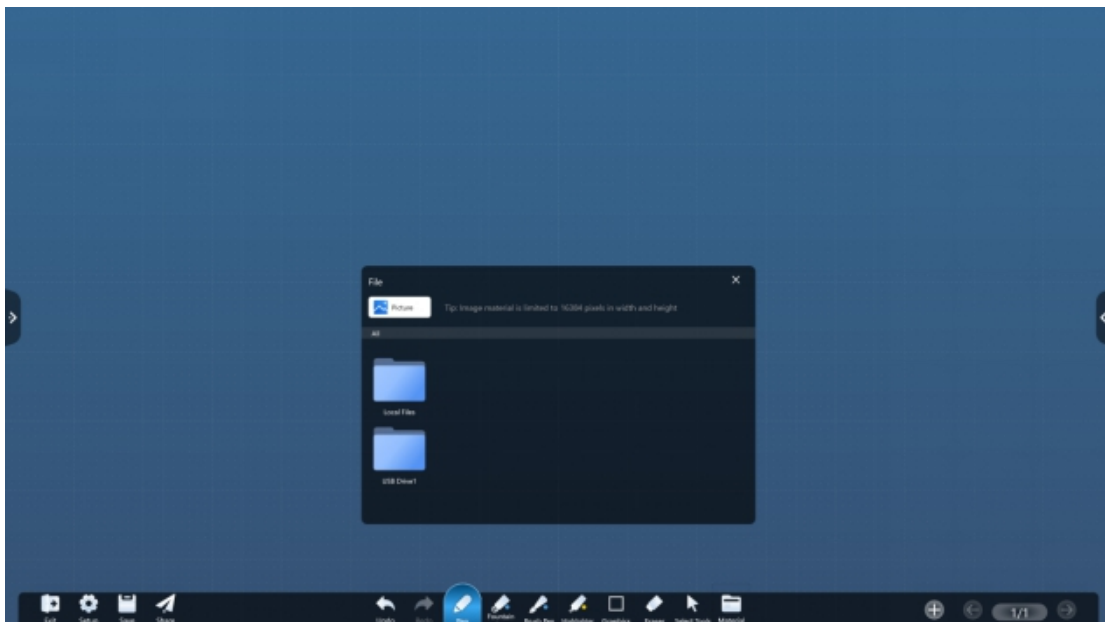 File
Picture
Tip: Image material is limited to 16384 pixels in width and height
All
Local Files
USB Drive1
Exit Setup Save Share Undo Redo Pen Fountain Brush Pen Highlighter Graphics Eraser Select Tools Material
1/1